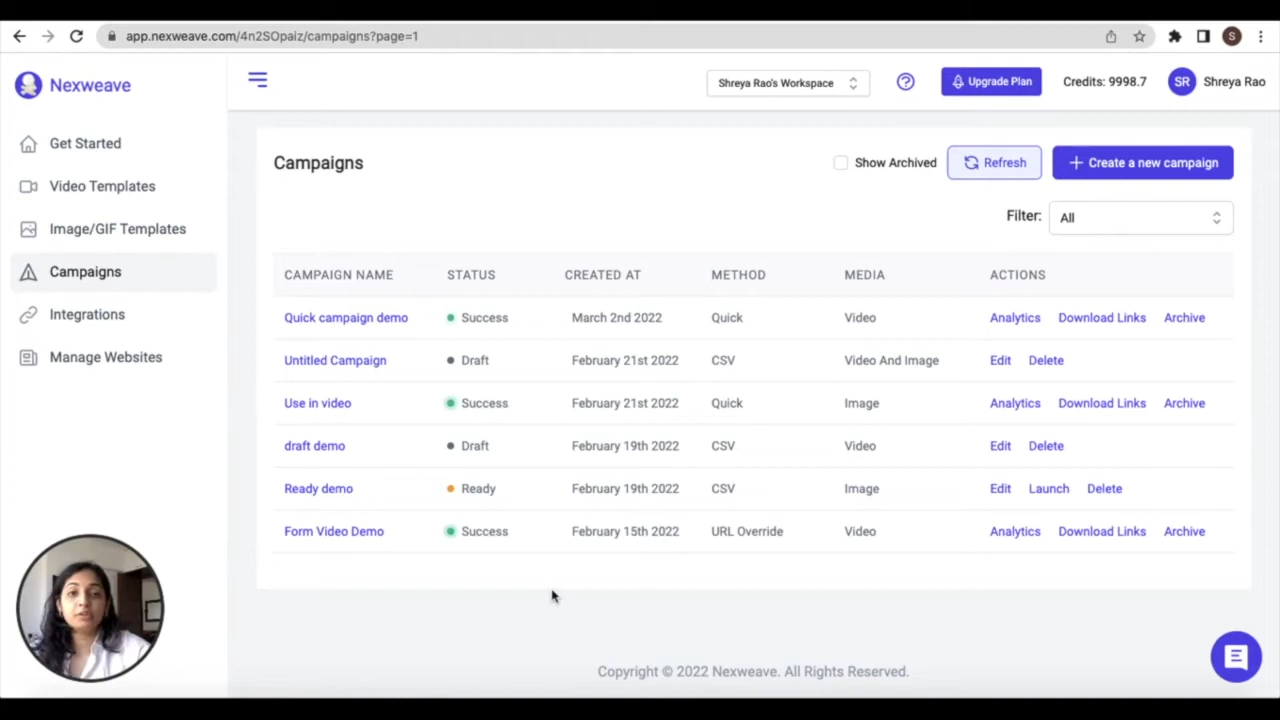 app.nexweave.com/4n2SOpaiz/campaigns?page=1
S
Nexweave
Shreya Rao's Workspace
Upgrade Plan
Credits: 9998.7
SR
Shreya Rao
Get Started
Video Templates
Image/GIF Templates
Campaigns
Integrations
Manage Websites
Campaigns
Show Archived
Refresh
Create a new campaign
Filter:
All
CAMPAIGN NAME STATUS CREATED AT METHOD MEDIA ACTIONS
Quick campaign demo Success March 2nd 2022 Quick Video Analytics Download Links Archive
Untitled Campaign Draft February 21st 2022 CSV Video And Image Edit Delete
Use in video Success February 21st 2022 Quick Image Analytics Download Links Archive
draft demo Draft February 19th 2022 CSV Video Edit Delete
Ready demo Ready February 19th 2022 CSV Image Edit Launch Delete
Form Video Demo Success February 15th 2022 URL Override Video Analytics Download Links Archive
Copyright © 2022 Nexweave. All Rights Reserved.